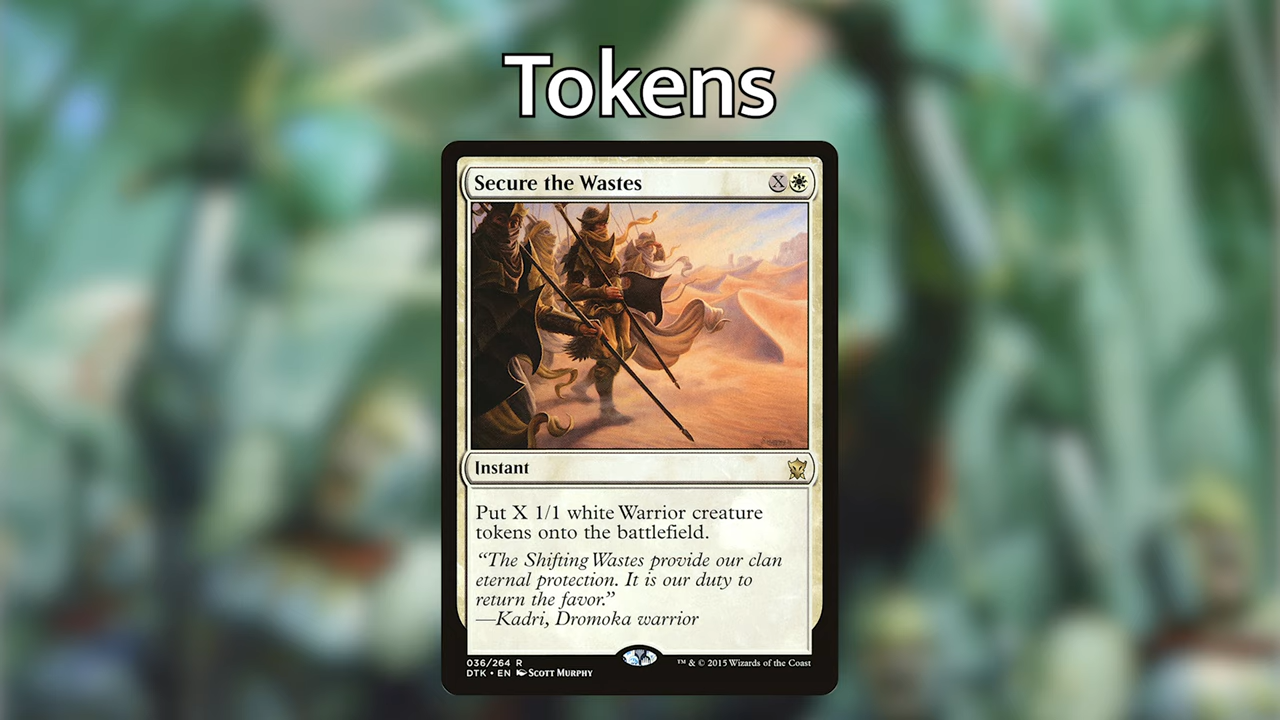 Tokens
Secure the Wastes X
Instant
Put X 1/1 white Warrior creature
tokens onto the battlefield.
“The Shifting Wastes provide our clan
eternal protection. It is our duty to
return the favor.”
—Kadri, Dromoka warrior
036/264 R
™ & © 2015 Wizards of the Coast
DTK • EN Scott Murphy